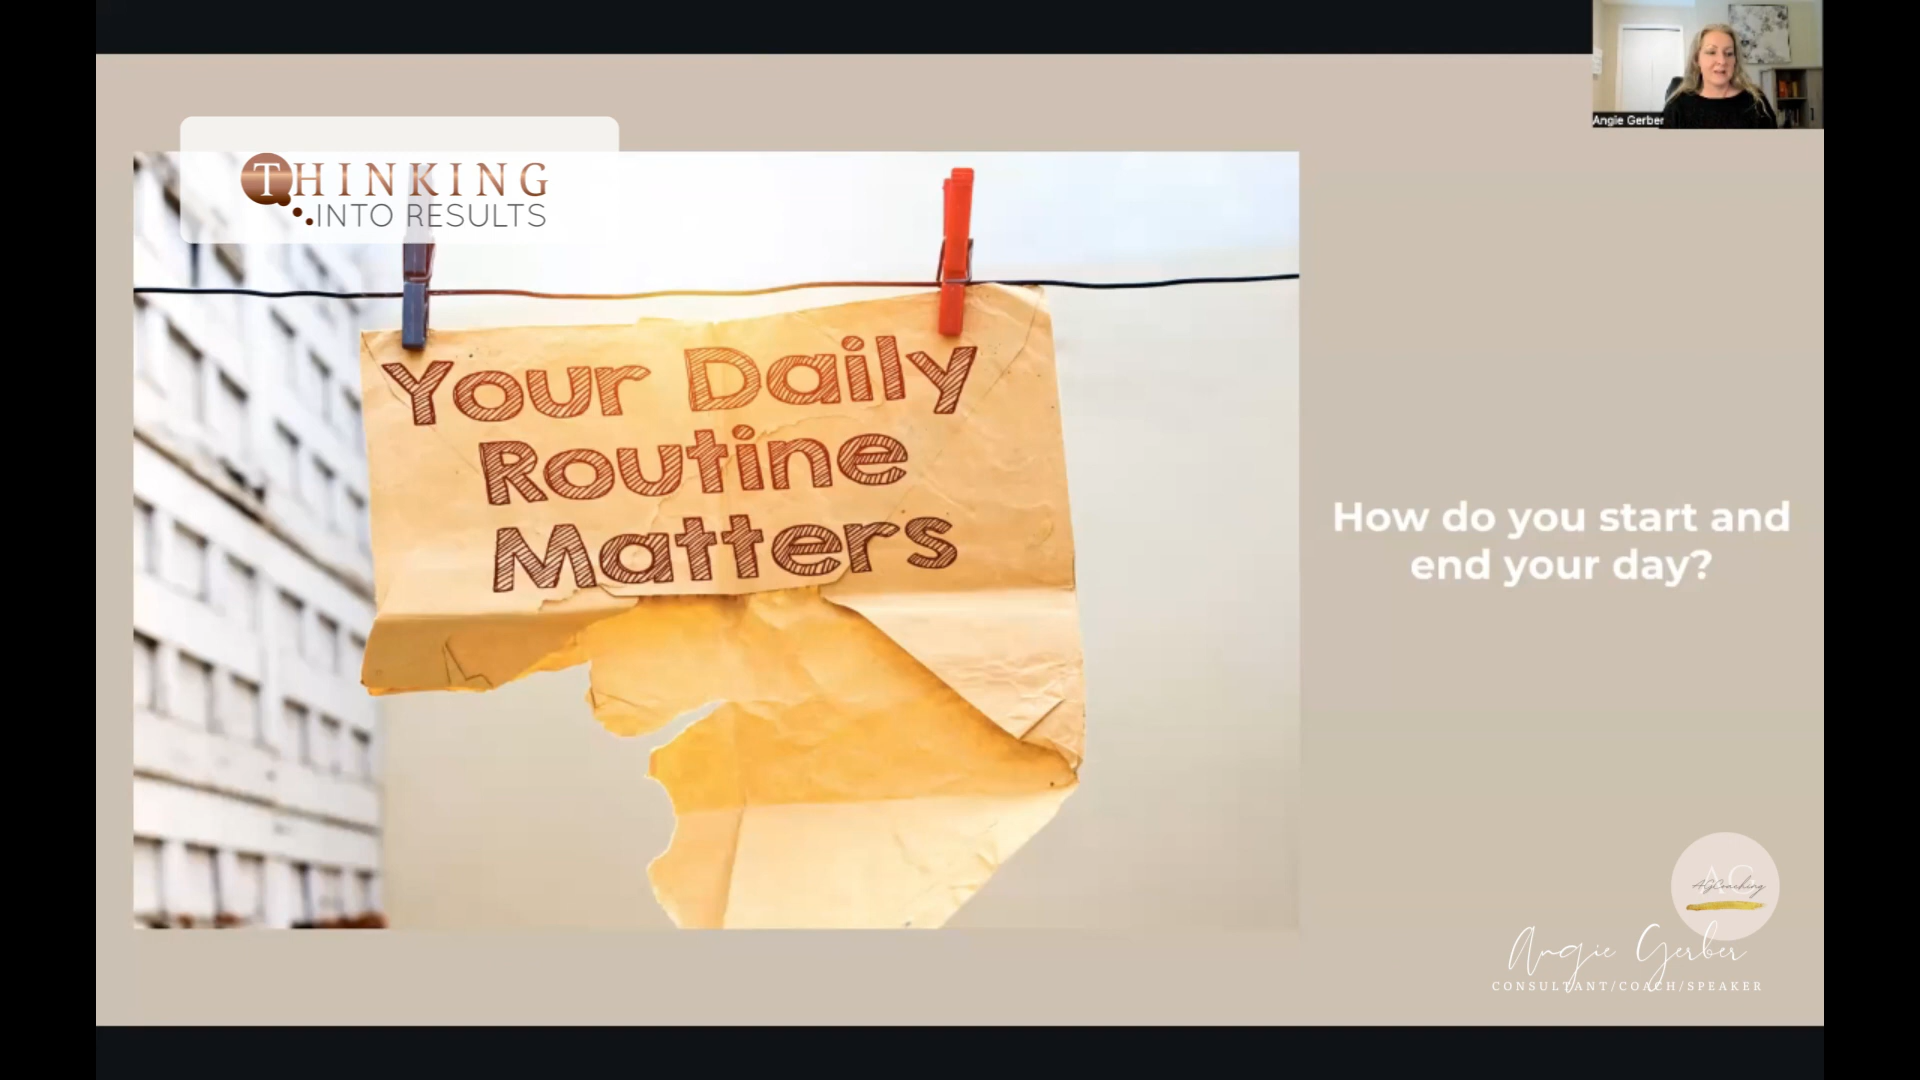 Angie Gerber
THINKING
INTO RESULTS
Your Daily
Routine
Matters
How do you start and
end your day?
AG
AGCoaching
Angie Gerber
CONSULTANT/COACH/SPEAKER